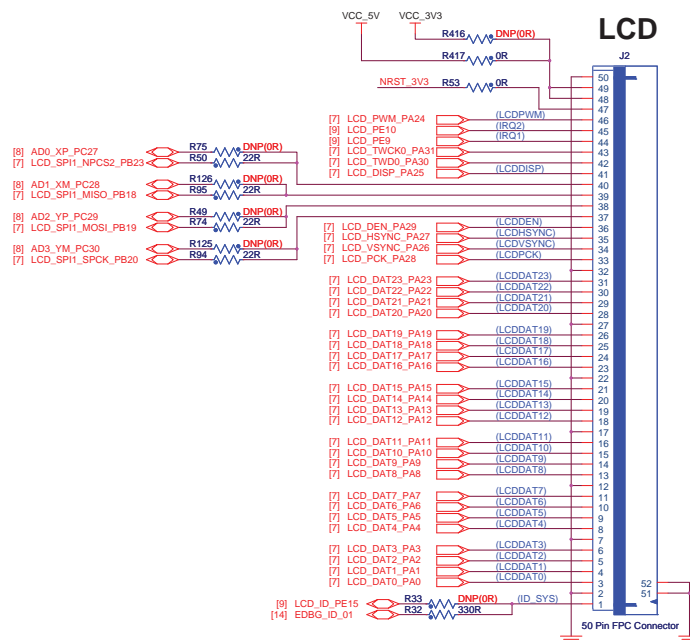 VCC_5V VCC_3V3
LCD
R416 DNP(0R)
J2
R417 0R
50
NRST_3V3 R53 0R
49
48
47
[7] LCD_PWM_PA24 (LCDPWM) 46
[9] LCD_PE10 (IRQ2) 45
[9] LCD_PE9 (IRQ1) 44
[7] LCD_TWCK0_PA31 43
[7] LCD_TWD0_PA30 42
[7] LCD_DISP_PA25 (LCDDISP) 41
[8] AD0_XP_PC27 R75 DNP(0R)
[7] LCD_SPI1_NPCS2_PB23 R50 22R
40
[8] AD1_XM_PC28 R126 DNP(0R)
[7] LCD_SPI1_MISO_PB18 R95 22R
39
[8] AD2_YP_PC29 R49 DNP(0R)
[7] LCD_SPI1_MOSI_PB19 R74 22R
38
[8] AD3_YM_PC30 R125 DNP(0R)
[7] LCD_SPI1_SPCK_PB20 R94 22R
37
[7] LCD_DEN_PA29 (LCDDEN) 36
[7] LCD_HSYNC_PA27 (LCDHSYNC) 35
[7] LCD_VSYNC_PA26 (LCDVSYNC) 34
[7] LCD_PCK_PA28 (LCDPCK) 33
32
[7] LCD_DAT23_PA23 (LCDDAT23) 31
[7] LCD_DAT22_PA22 (LCDDAT22) 30
[7] LCD_DAT21_PA21 (LCDDAT21) 29
[7] LCD_DAT20_PA20 (LCDDAT20) 28
27
[7] LCD_DAT19_PA19 (LCDDAT19) 26
[7] LCD_DAT18_PA18 (LCDDAT18) 25
[7] LCD_DAT17_PA17 (LCDDAT17) 24
[7] LCD_DAT16_PA16 (LCDDAT16) 23
22
[7] LCD_DAT15_PA15 (LCDDAT15) 21
[7] LCD_DAT14_PA14 (LCDDAT14) 20
[7] LCD_DAT13_PA13 (LCDDAT13) 19
[7] LCD_DAT12_PA12 (LCDDAT12) 18
17
[7] LCD_DAT11_PA11 (LCDDAT11) 16
[7] LCD_DAT10_PA10 (LCDDAT10) 15
[7] LCD_DAT9_PA9 (LCDDAT9) 14
[7] LCD_DAT8_PA8 (LCDDAT8) 13
12
[7] LCD_DAT7_PA7 (LCDDAT7) 11
[7] LCD_DAT6_PA6 (LCDDAT6) 10
[7] LCD_DAT5_PA5 (LCDDAT5) 9
[7] LCD_DAT4_PA4 (LCDDAT4) 8
7
[7] LCD_DAT3_PA3 (LCDDAT3) 6
[7] LCD_DAT2_PA2 (LCDDAT2) 5
[7] LCD_DAT1_PA1 (LCDDAT1) 4
[7] LCD_DAT0_PA0 (LCDDAT0) 3 52
2 51
[9] LCD_ID_PE15 R33 DNP(0R) (ID_SYS) 1
[14] EDBG_ID_01 R32 330R
50 Pin FPC Connector